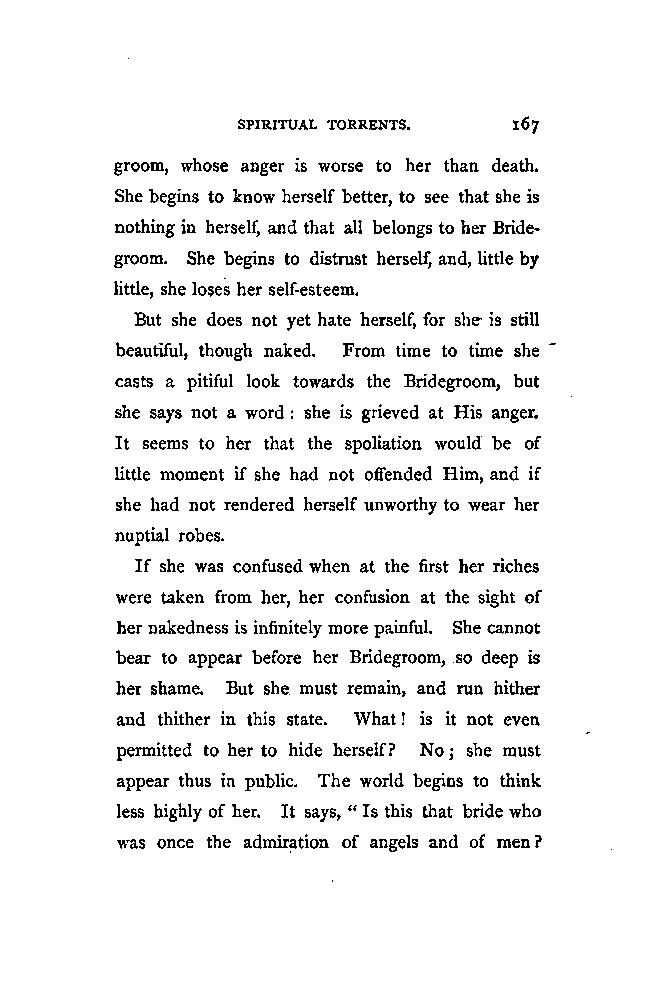 SPIRITUAL TORRENTS. 167
groom, whose anger is worse to her than death.
She begins to know herself better, to see that she is
nothing in herself, and that all belongs to her Bride-
groom. She begins to distrust herself, and, little by
little, she loses her self-esteem.
But she does not yet hate herself, for she is still
beautiful, though naked. From time to time she
casts a pitiful look towards the Bridegroom, but
she says not a word : she is grieved at His anger.
It seems to her that the spoliation would be of
little moment if she had not offended Him, and if
she had not rendered herself unworthy to wear her
nuptial robes.
If she was confused when at the first her riches
were taken from her, her confusion at the sight of
her nakedness is infinitely more painful. She cannot
bear to appear before her Bridegroom, so deep is
her shame. But she must remain, and run hither
and thither in this state. What! is it not even
permitted to her to hide herself? No; she must
appear thus in public. The world begins to think
less highly of her. It says, “ Is this that bride who
was once the admiration of angels and of men?